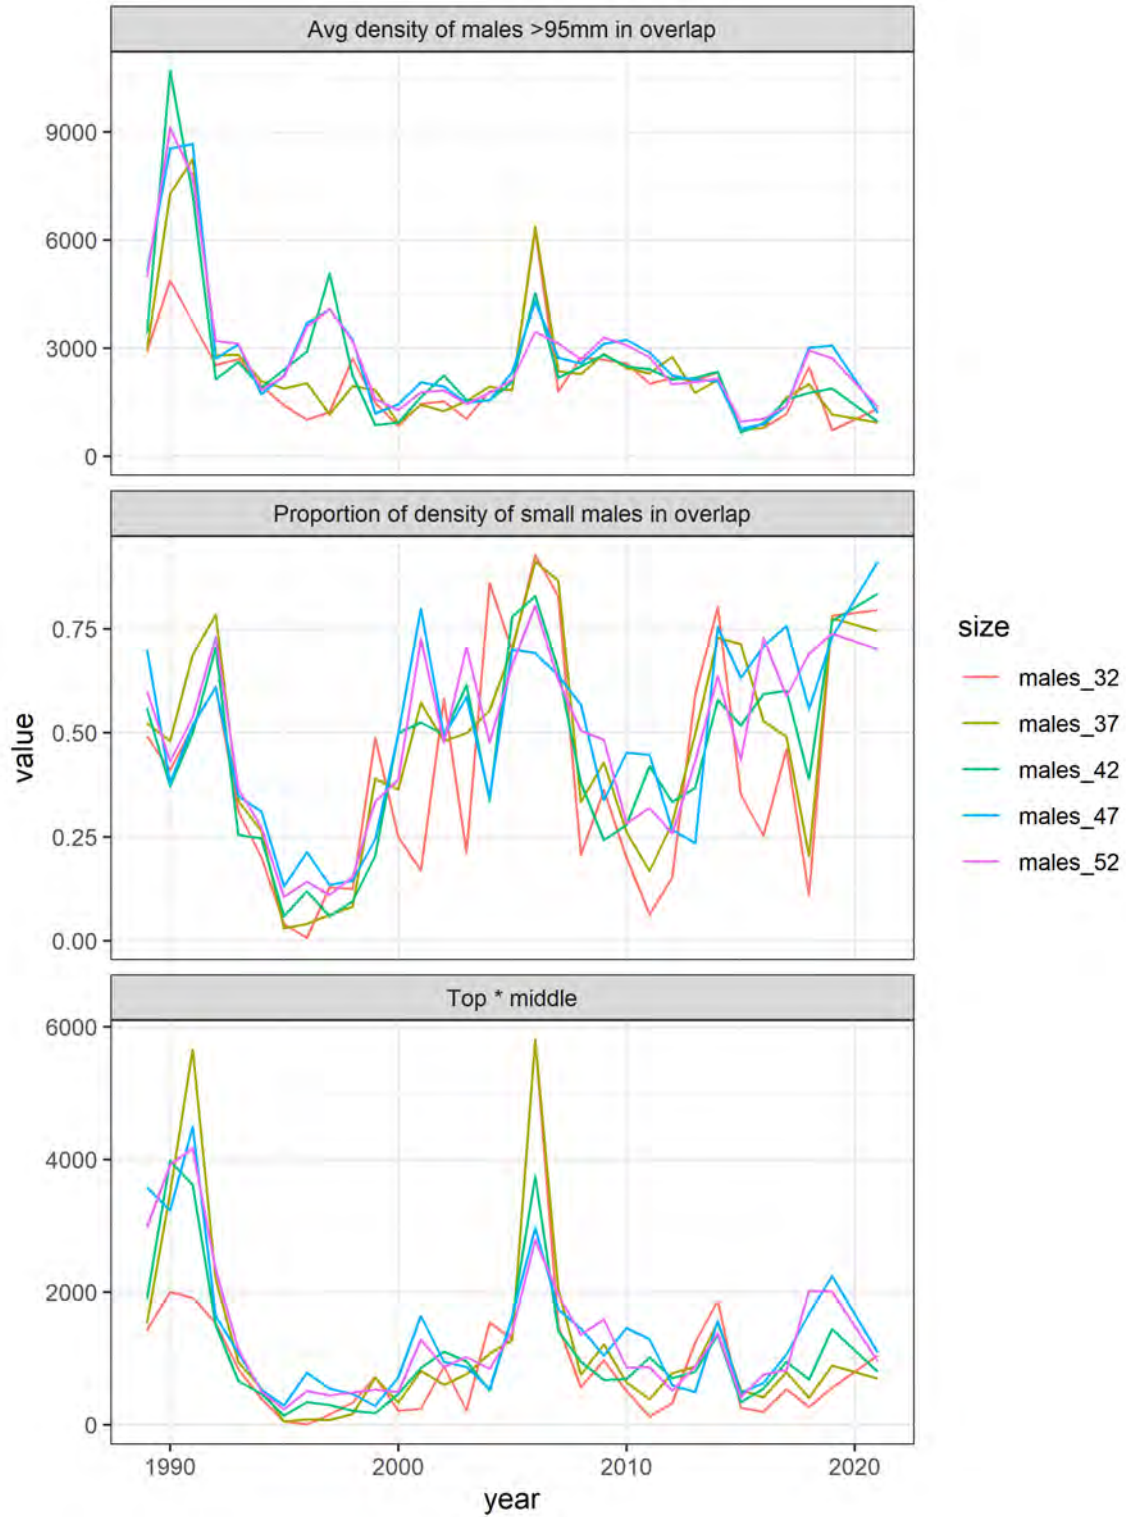 Avg density of males >95mm in overlap
9000
6000
3000
0
Proportion of density of small males in overlap
0.75
0.50
0.25
0.00
Top * middle
6000
4000
2000
0
1990 2000 2010 2020
year
value
size
males_32
males_37
males_42
males_47
males_52